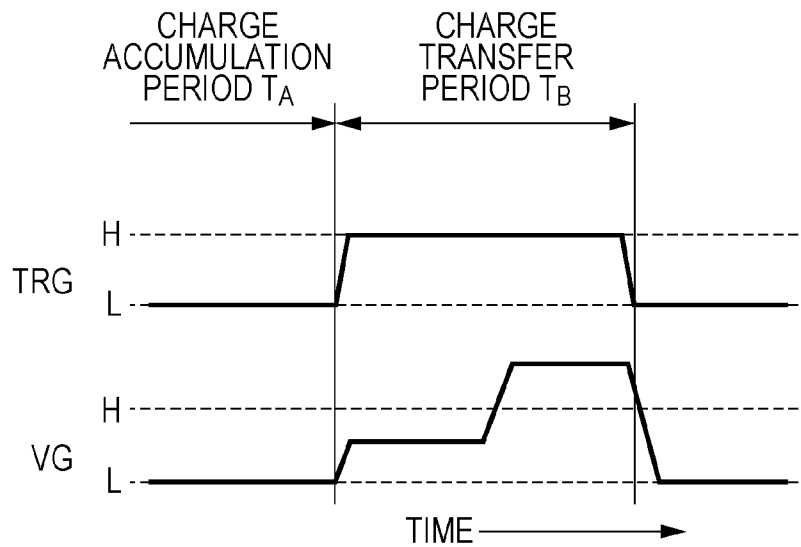 CHARGE
ACCUMULATION
PERIOD TA
CHARGE
TRANSFER
PERIOD TB
H
TRG
L
H
VG
L
TIME